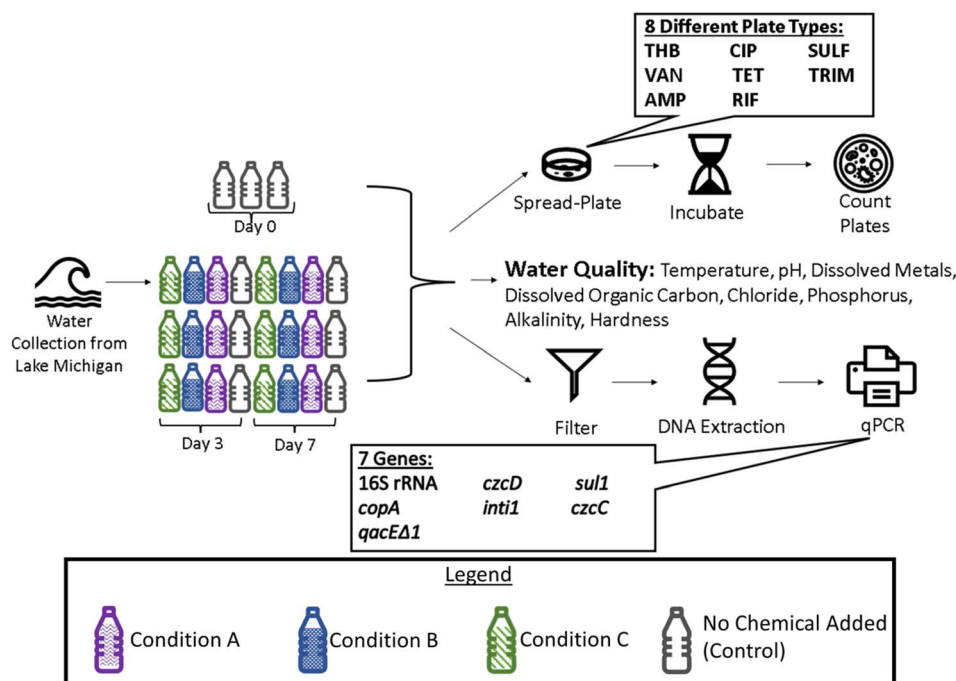 8 Different Plate Types:
THB CIP SULF
VAN TET TRIM
AMP RIF
Spread-Plate
Incubate
Count
Plates
Day 0
Water
Collection from
Lake Michigan
Water Quality: Temperature, pH, Dissolved Metals,
Dissolved Organic Carbon, Chloride, Phosphorus,
Alkalinity, Hardness
Day 3
Day 7
Filter
DNA Extraction
qPCR
7 Genes:
16S rRNA czcD sul1
copA inti1 czcC
qacEΔ1
Legend
Condition A
Condition B
Condition C
No Chemical Added
(Control)